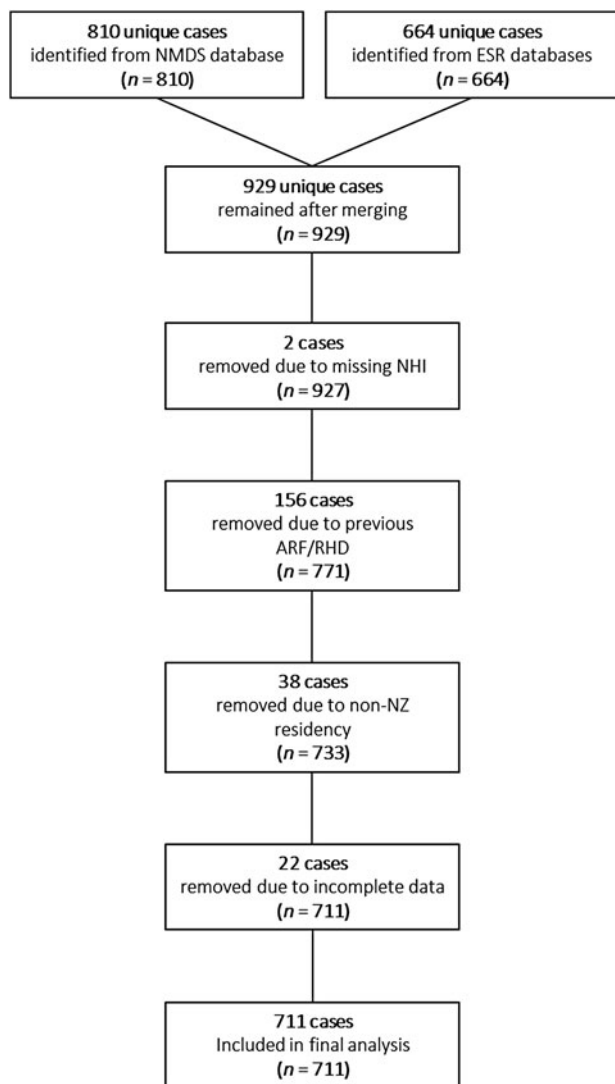 810 unique cases
identified from NMDS database
(n = 810)
664 unique cases
identified from ESR databases
(n = 664)
929 unique cases
remained after merging
(n = 929)
2 cases
removed due to missing NHI
(n = 927)
156 cases
removed due to previous
ARF/RHD
(n = 771)
38 cases
removed due to non-NZ
residency
(n = 733)
22 cases
removed due to incomplete data
(n = 711)
711 cases
Included in final analysis
(n = 711)